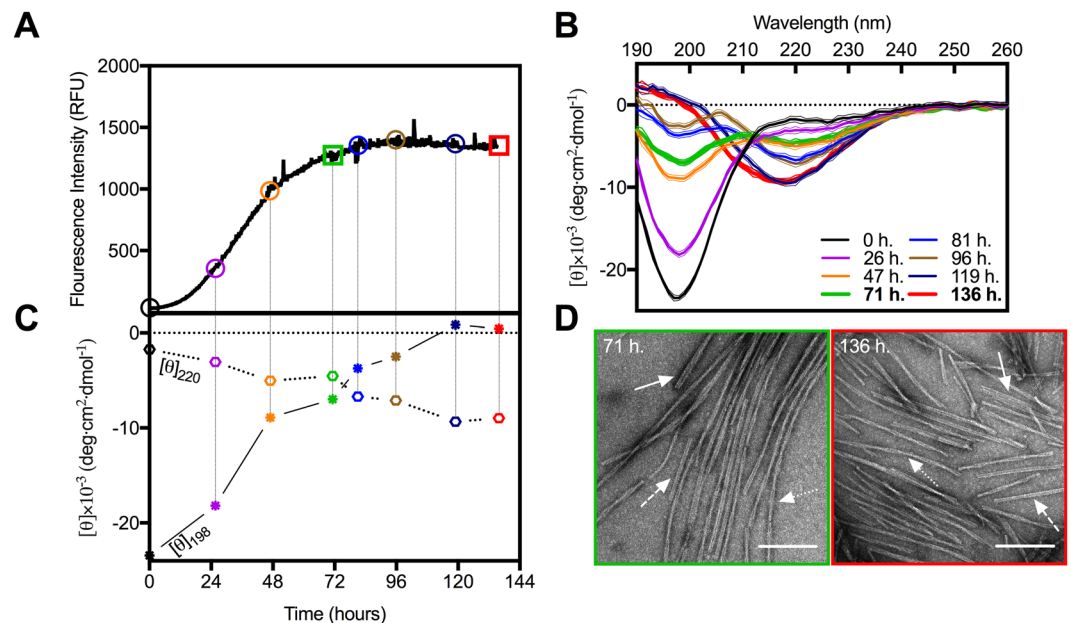 A
Flourescence Intensity (RFU)
2000
1500
1000
500
B
Wavelength (nm)
190 200 210 220 230 240 250 260
[θ]×10⁻³ (deg·cm²·dmol⁻¹)
0
-10
-20
0 h.
26 h.
47 h.
71 h.
81 h.
96 h.
119 h.
136 h.
C
[θ]×10⁻³ (deg·cm²·dmol⁻¹)
0
-10
-20
[θ]₂₂₀
[θ]₁₉₈
0 24 48 72 96 120 144
Time (hours)
D
71 h.
136 h.